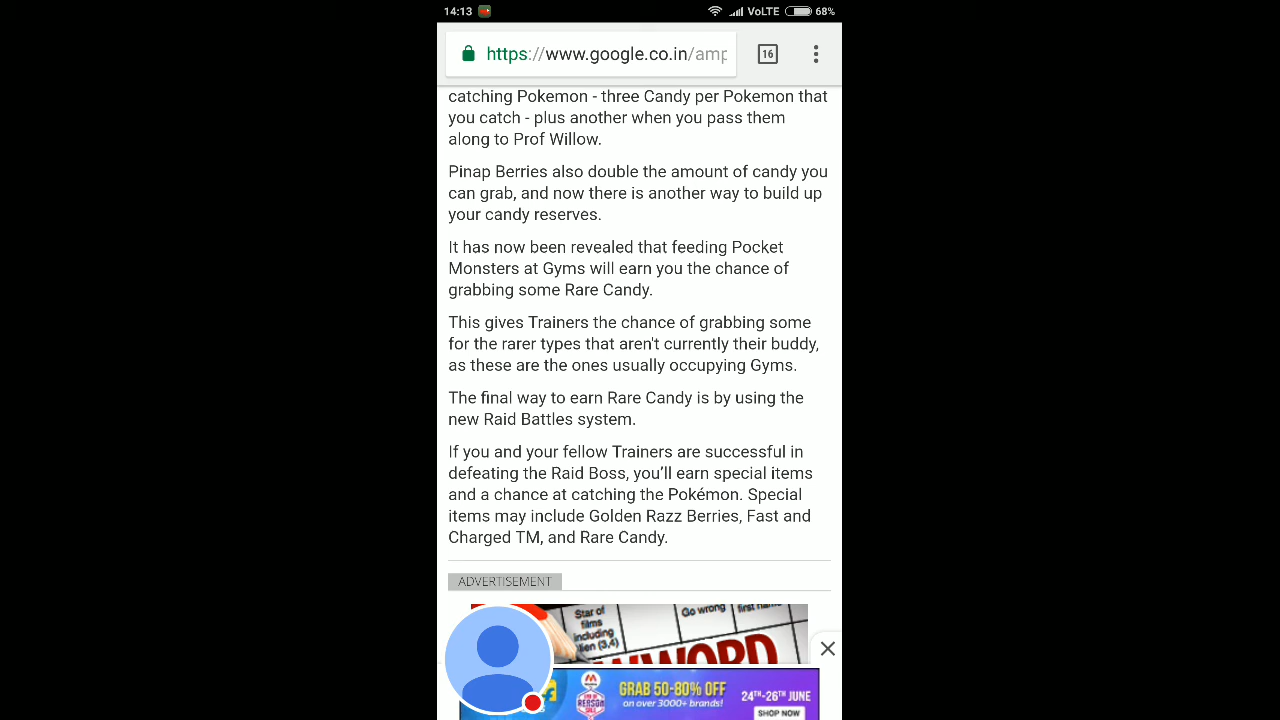 14:13
VoLTE 68%
https://www.google.co.in/amp
16
catching Pokemon - three Candy per Pokemon that
you catch - plus another when you pass them
along to Prof Willow.
Pinap Berries also double the amount of candy you
can grab, and now there is another way to build up
your candy reserves.
It has now been revealed that feeding Pocket
Monsters at Gyms will earn you the chance of
grabbing some Rare Candy.
This gives Trainers the chance of grabbing some
for the rarer types that aren't currently their buddy,
as these are the ones usually occupying Gyms.
The final way to earn Rare Candy is by using the
new Raid Battles system.
If you and your fellow Trainers are successful in
defeating the Raid Boss, you’ll earn special items
and a chance at catching the Pokémon. Special
items may include Golden Razz Berries, Fast and
Charged TM, and Rare Candy.
ADVERTISEMENT
Star of
films
including
(3,4)
Go wrong
first
GRAB 50-80% OFF
on over 3000+ brands!
REASON
24TH-26TH JUNE
SHOP NOW